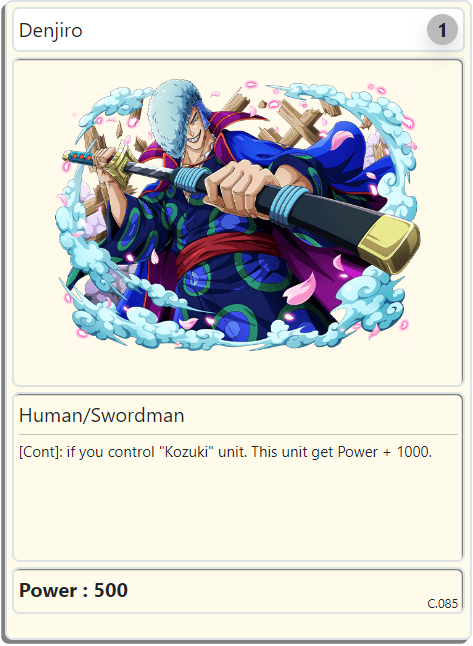 Denjiro
1
Human/Swordman
[Cont]: if you control "Kozuki" unit. This unit get Power + 1000.
Power : 500
C.085